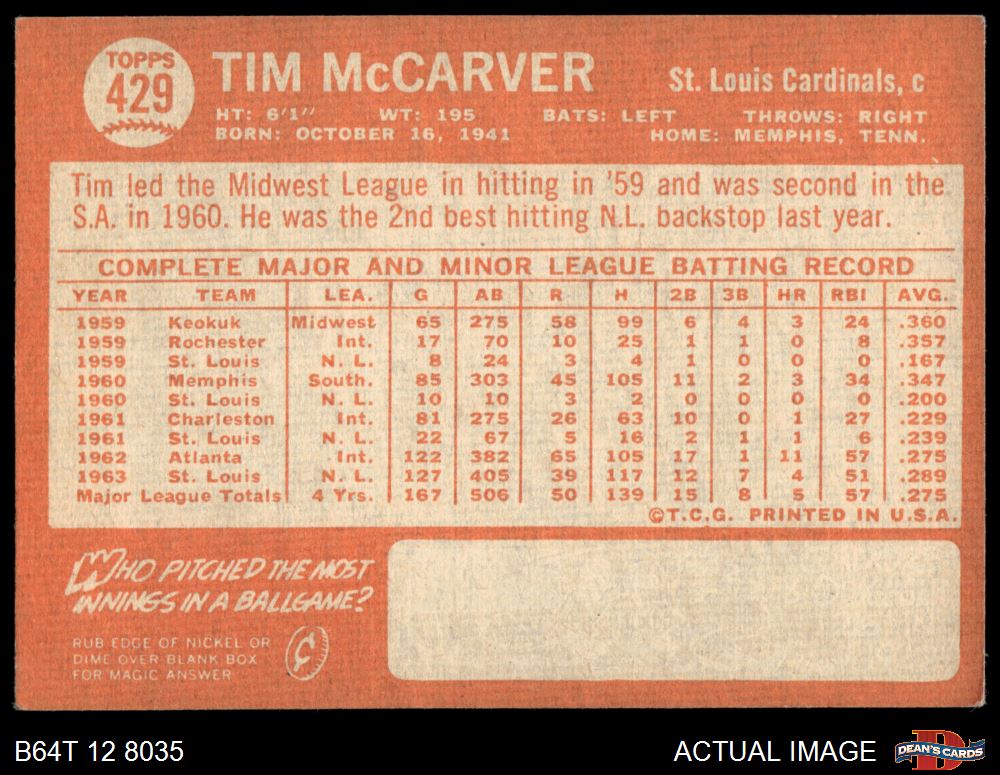 TOPPS
429
TIM McCARVER
St. Louis Cardinals, c
HT: 6'1" WT: 195 BATS: LEFT THROWS: RIGHT
BORN: OCTOBER 16, 1941 HOME: MEMPHIS, TENN.
Tim led the Midwest League in hitting in '59 and was second in the
S.A. in 1960. He was the 2nd best hitting N.L. backstop last year.
COMPLETE MAJOR AND MINOR LEAGUE BATTING RECORD
YEAR TEAM LEA. G AB R H 2B 3B HR RBI AVG.
1959 Keokuk Midwest 65 275 58 99 6 4 3 24 .360
1959 Rochester Int. 17 70 10 25 1 1 0 8 .357
1959 St. Louis N. L. 8 24 3 4 1 0 0 0 .167
1960 Memphis South. 85 303 45 105 11 2 3 34 .347
1960 St. Louis N. L. 10 10 3 2 0 0 0 0 .200
1961 Charleston Int. 81 275 26 63 10 0 1 27 .229
1961 St. Louis N. L. 22 67 5 16 2 1 1 6 .239
1962 Atlanta Int. 122 382 65 105 17 1 11 57 .275
1963 St. Louis N.L. 127 405 39 117 12 7 4 51 .289
Major League Totals 4 Yrs. 167 506 50 139 15 8 5 57 .275
©T.C.G. PRINTED IN U.S.A.
WHO PITCHED THE MOST
INNINGS IN A BALLGAME?
RUB EDGE OF NICKEL OR
DIME OVER BLANK BOX
FOR MAGIC ANSWER
¢
B64T 12 8035
ACTUAL IMAGE
D
DEAN'S CARDS